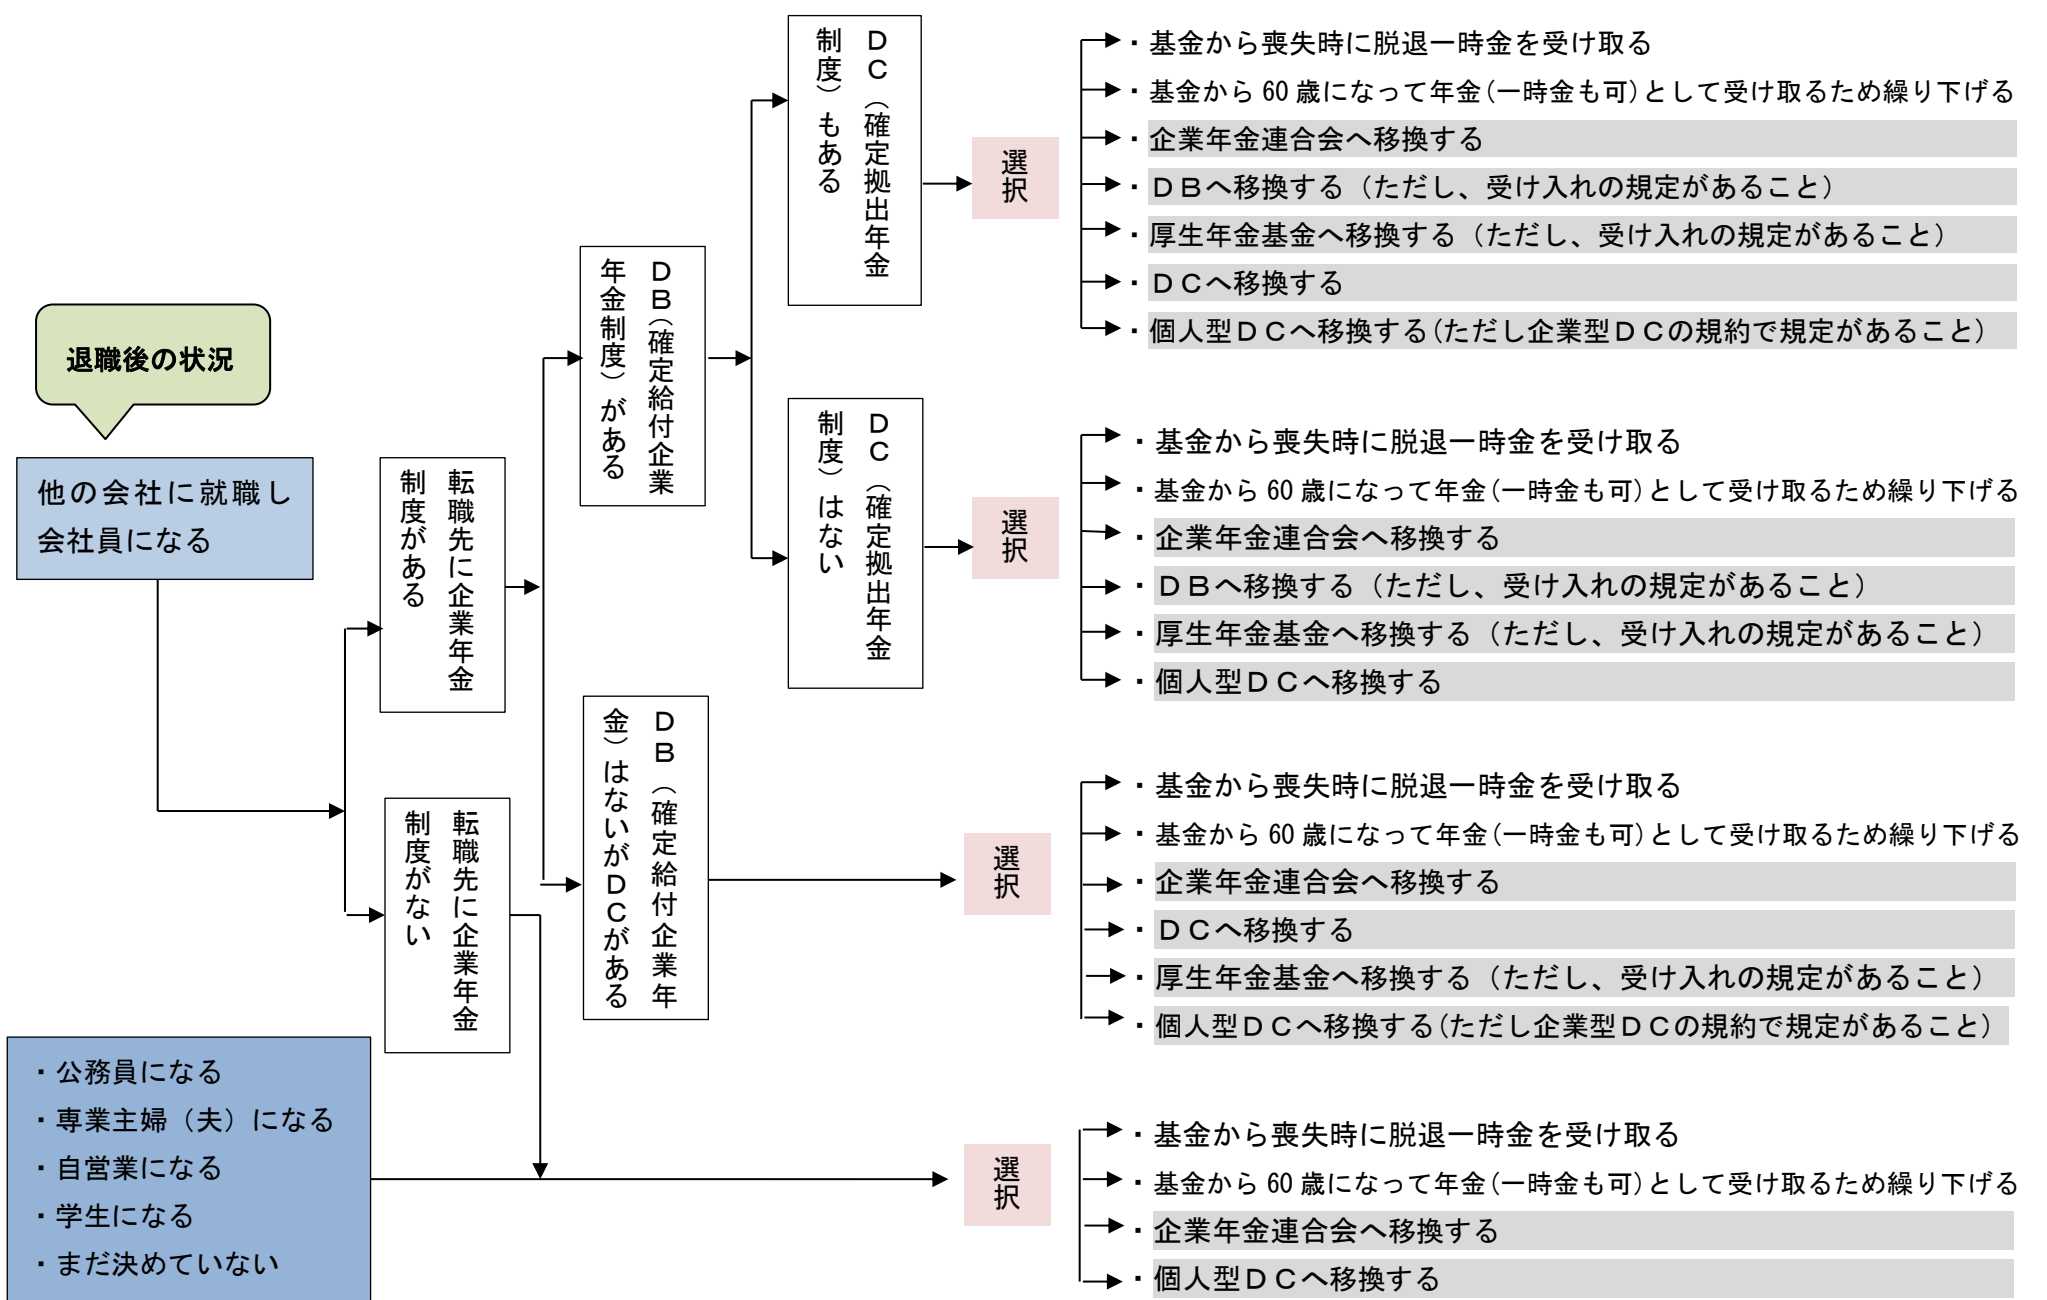 退職後の状況
他の会社に就職し
会社員になる
転職先に企業年金
制度がある
転職先に企業年金
制度がない
・公務員になる
・専業主婦（夫）になる
・自営業になる
・学生になる
・まだ決めていない
ＤＢ（確定給付企業
年金制度）がある
ＤＢ（確定給付企業年
金）はないがＤＣがある
ＤＣ（確定拠出年金
制度）もある
ＤＣ（確定拠出年金
制度）はない
選択
・基金から喪失時に脱退一時金を受け取る
・基金から 60 歳になって年金(一時金も可)として受け取るため繰り下げる
・企業年金連合会へ移換する
・ＤＢへ移換する（ただし、受け入れの規定があること）
・厚生年金基金へ移換する（ただし、受け入れの規定があること）
・ＤＣへ移換する
・個人型ＤＣへ移換する(ただし企業型ＤＣの規約で規定があること)
選択
・基金から喪失時に脱退一時金を受け取る
・基金から 60 歳になって年金(一時金も可)として受け取るため繰り下げる
・企業年金連合会へ移換する
・ＤＢへ移換する（ただし、受け入れの規定があること）
・厚生年金基金へ移換する（ただし、受け入れの規定があること）
・個人型ＤＣへ移換する
選択
・基金から喪失時に脱退一時金を受け取る
・基金から 60 歳になって年金(一時金も可)として受け取るため繰り下げる
・企業年金連合会へ移換する
・ＤＣへ移換する
・厚生年金基金へ移換する（ただし、受け入れの規定があること）
・個人型ＤＣへ移換する(ただし企業型ＤＣの規約で規定があること)
選択
・基金から喪失時に脱退一時金を受け取る
・基金から 60 歳になって年金(一時金も可)として受け取るため繰り下げる
・企業年金連合会へ移換する
・個人型ＤＣへ移換する